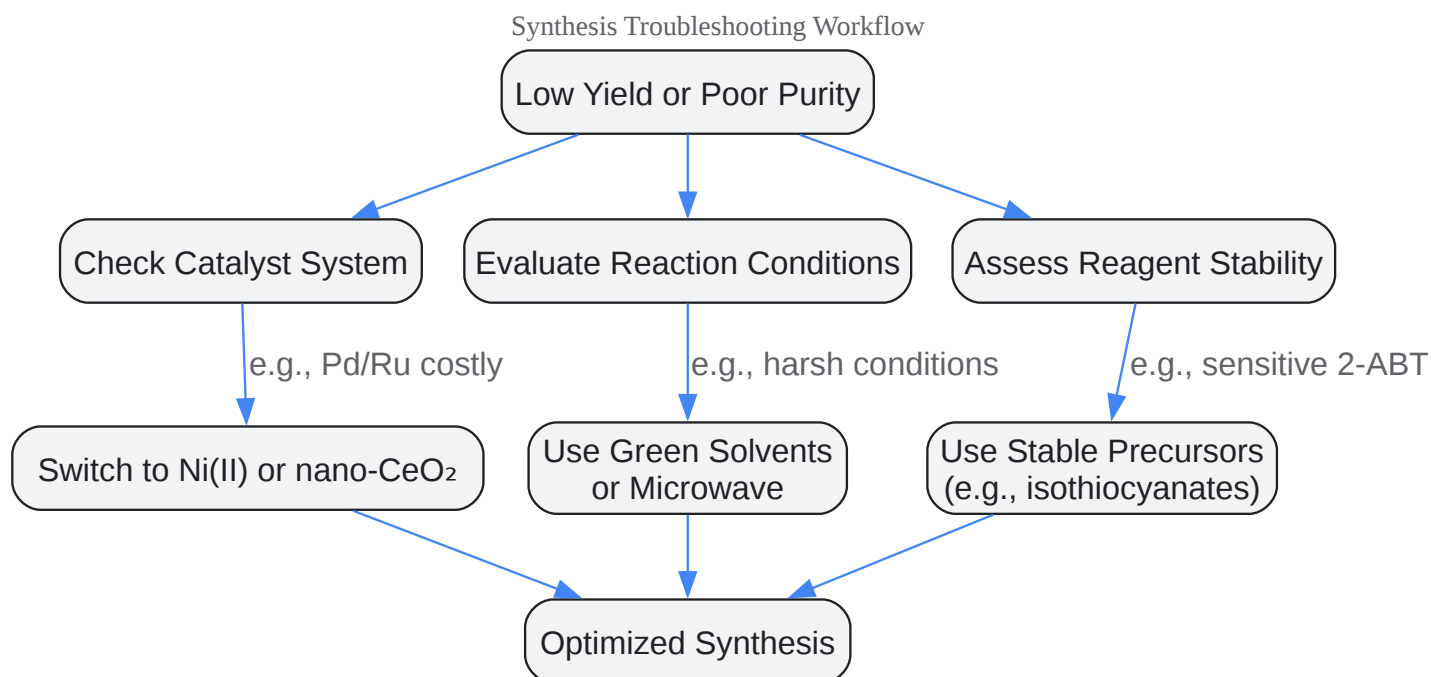 Synthesis Troubleshooting Workflow
Low Yield or Poor Purity
Check Catalyst System
Evaluate Reaction Conditions
Assess Reagent Stability
e.g., Pd/Ru costly
e.g., harsh conditions
e.g., sensitive 2-ABT
Switch to Ni(II) or nano-CeO₂
Use Green Solvents
or Microwave
Use Stable Precursors
(e.g., isothiocyanates)
Optimized Synthesis